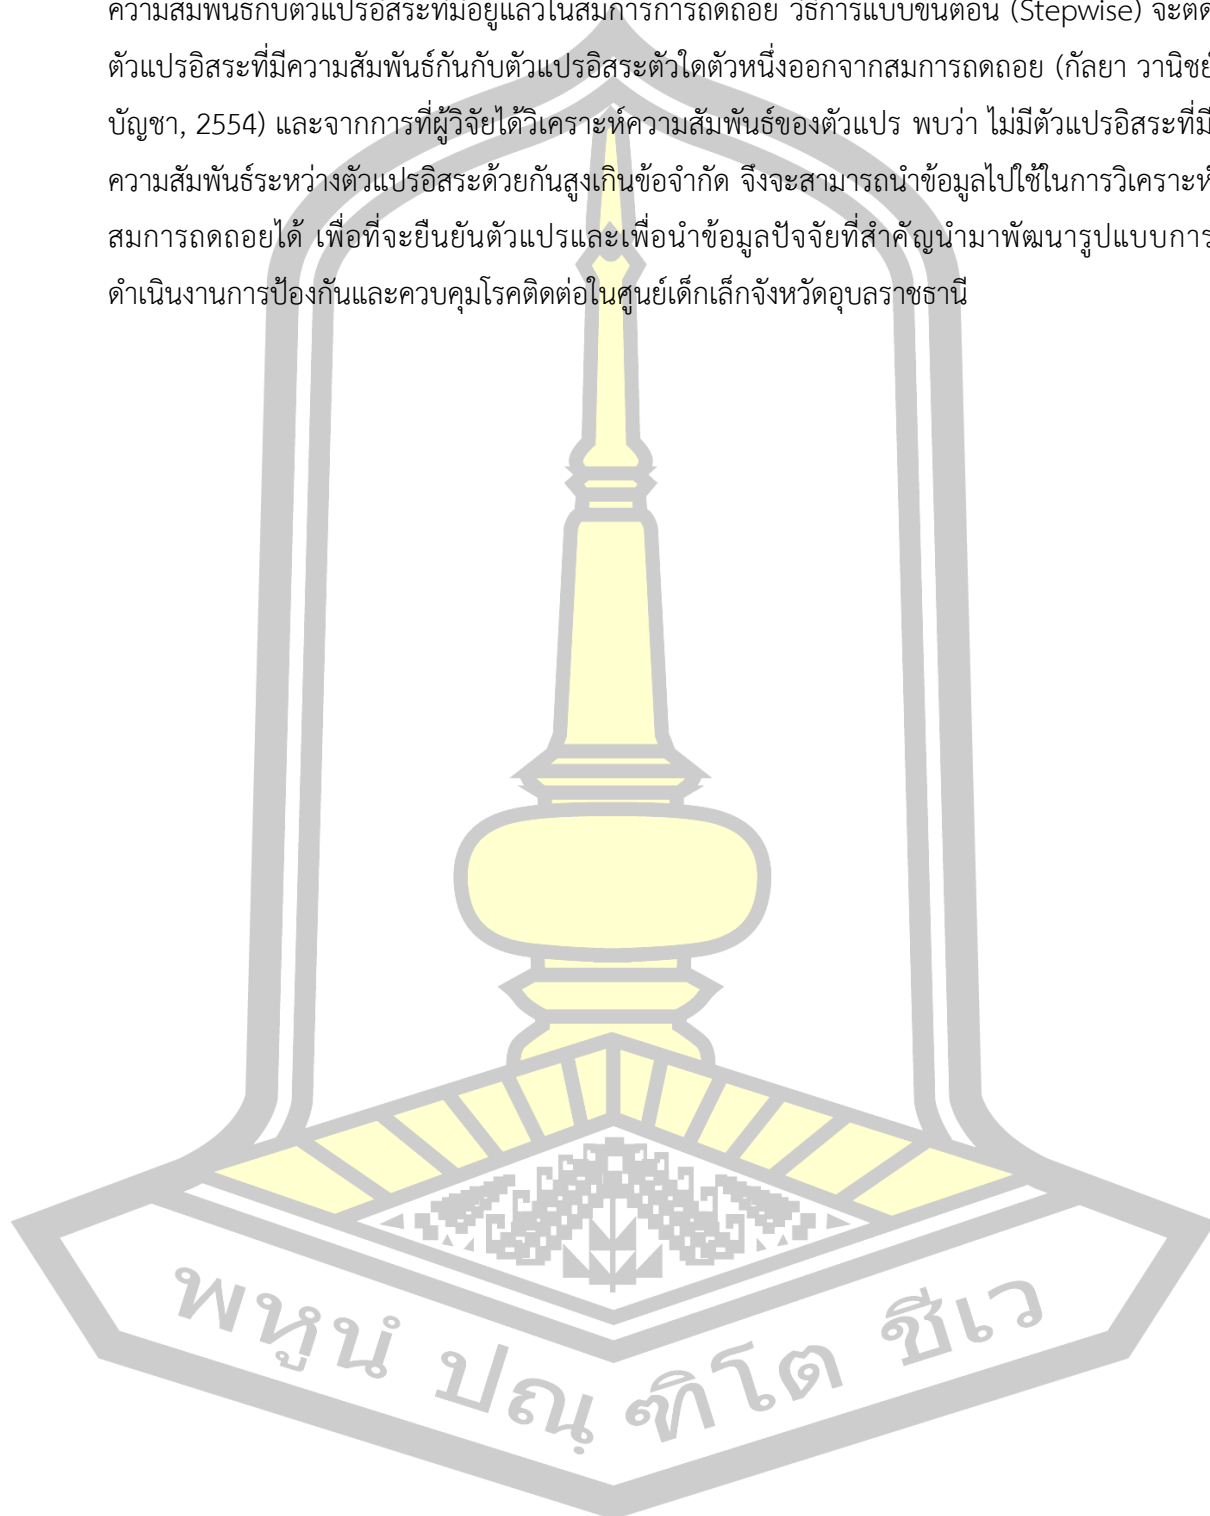 ความสัมพันธ์กับตัวแปรอิสระที่มีอยู่แล้วในสมการการถดถอย วิธีการแบบขั้นตอน (Stepwise) จะตัด
ตัวแปรอิสระที่มีความสัมพันธ์กันกับตัวแปรอิสระตัวใดตัวหนึ่งออกจากสมการถดถอย (กัลยา วานิชย์
บัญชา, 2554) และจากการที่ผู้วิจัยได้วิเคราะห์ความสัมพันธ์ของตัวแปร พบว่า ไม่มีตัวแปรอิสระที่มี
ความสัมพันธ์ระหว่างตัวแปรอิสระด้วยกันสูงเกินข้อจำกัด จึงจะสามารถนำข้อมูลไปใช้ในการวิเคราะห์
สมการถดถอยได้ เพื่อที่จะยืนยันตัวแปรและเพื่อนำข้อมูลปัจจัยที่สำคัญนำมาพัฒนารูปแบบการ
ดำเนินงานการป้องกันและควบคุมโรคติดต่อในศูนย์เด็กเล็กจังหวัดอุบลราชธานี
พหูนํ ปณฺ ฑิโต ชีเว